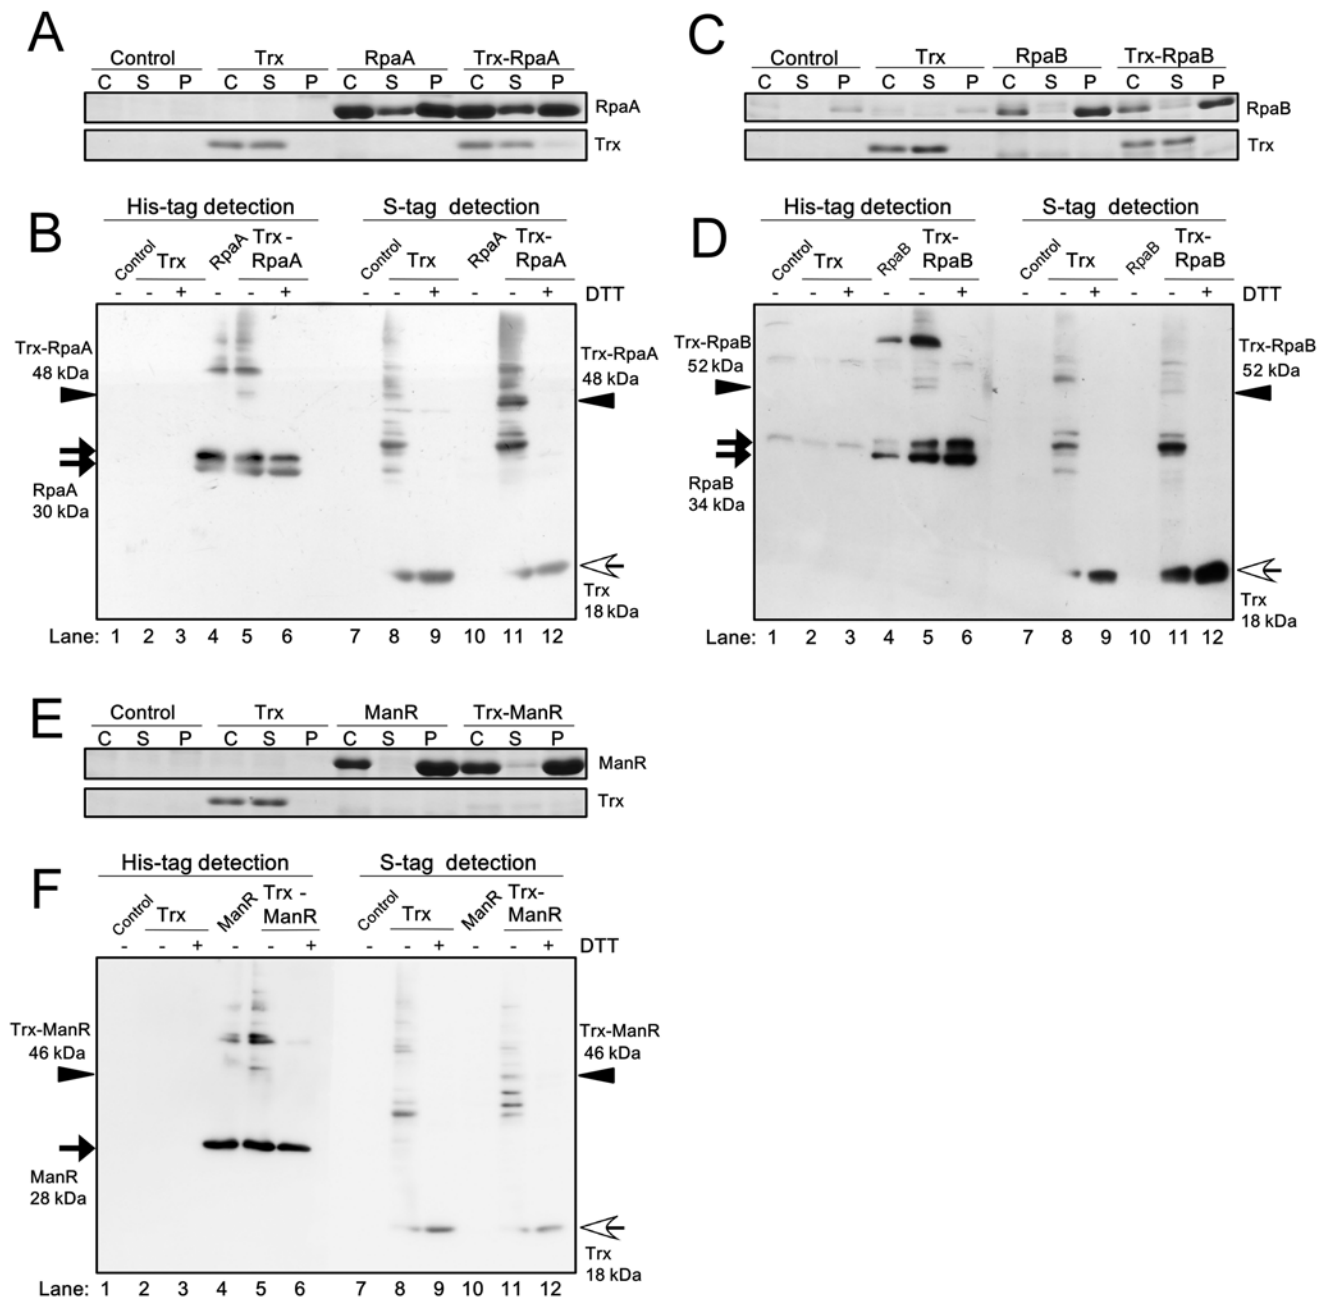 A
Control Trx RpaA Trx-RpaA
C S P C S P C S P C S P
RpaA
Trx
C
Control Trx RpaB Trx-RpaB
C S P C S P C S P C S P
RpaB
Trx
B
His-tag detection S-tag detection
Control Trx RpaA Trx - RpaA Control Trx RpaA Trx- RpaA
- - + - - + - - + - - + DTT
Trx-RpaA
48 kDa
Trx-RpaA
48 kDa
RpaA
30 kDa
Trx
18 kDa
Lane: 1 2 3 4 5 6 7 8 9 10 11 12
D
His-tag detection S-tag detection
Control Trx RpaB Trx- RpaB Control Trx RpaB Trx- RpaB
- - + - - + - - + - - + DTT
Trx-RpaB
52 kDa
Trx-RpaB
52 kDa
RpaB
34 kDa
Trx
18 kDa
Lane: 1 2 3 4 5 6 7 8 9 10 11 12
E
Control Trx ManR Trx-ManR
C S P C S P C S P C S P
ManR
Trx
F
His-tag detection S-tag detection
Control Trx ManR Trx - ManR Control Trx ManR Trx- ManR
- - + - - + - - + - - + DTT
Trx-ManR
46 kDa
Trx-ManR
46 kDa
ManR
28 kDa
Trx
18 kDa
Lane: 1 2 3 4 5 6 7 8 9 10 11 12